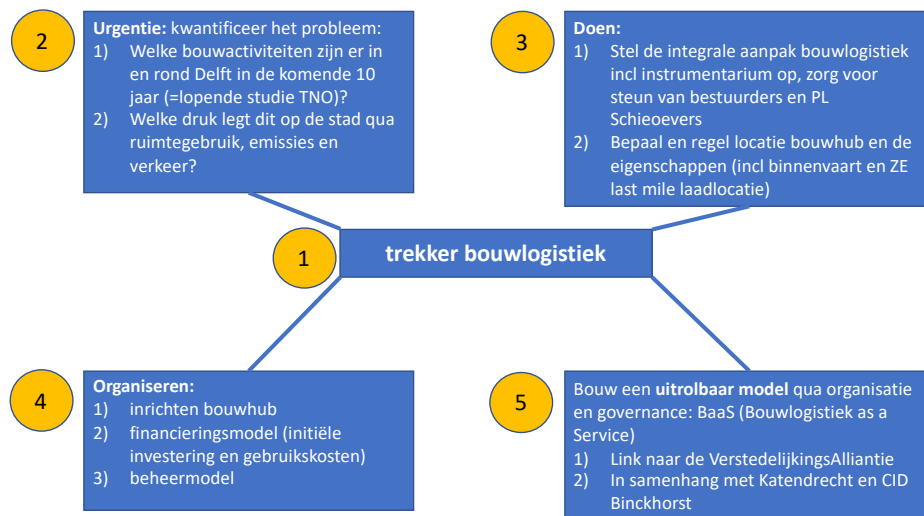 2
Urgentie: kwantificeer het probleem:
1) Welke bouwactiviteiten zijn er in
en rond Delft in de komende 10
jaar (=lopende studie TNO)?
2) Welke druk legt dit op de stad qua
ruimtegebruik, emissies en
verkeer?
3
Doen:
1) Stel de integrale aanpak bouwlogistiek
incl instrumentarium op, zorg voor
steun van bestuurders en PL
Schieoevers
2) Bepaal en regel locatie bouwhub en de
eigenschappen (incl binnenvaart en ZE
last mile laadlocatie)
1
trekker bouwlogistiek
4
Organiseren:
1) inrichten bouwhub
2) financieringsmodel (initiële
investering en gebruikskosten)
3) beheermodel
5
Bouw een uitrolbaar model qua organisatie
en governance: BaaS (Bouwlogistiek as a
Service)
1) Link naar de VerstedelijkingsAlliantie
2) In samenhang met Katendrecht en CID
Binckhorst